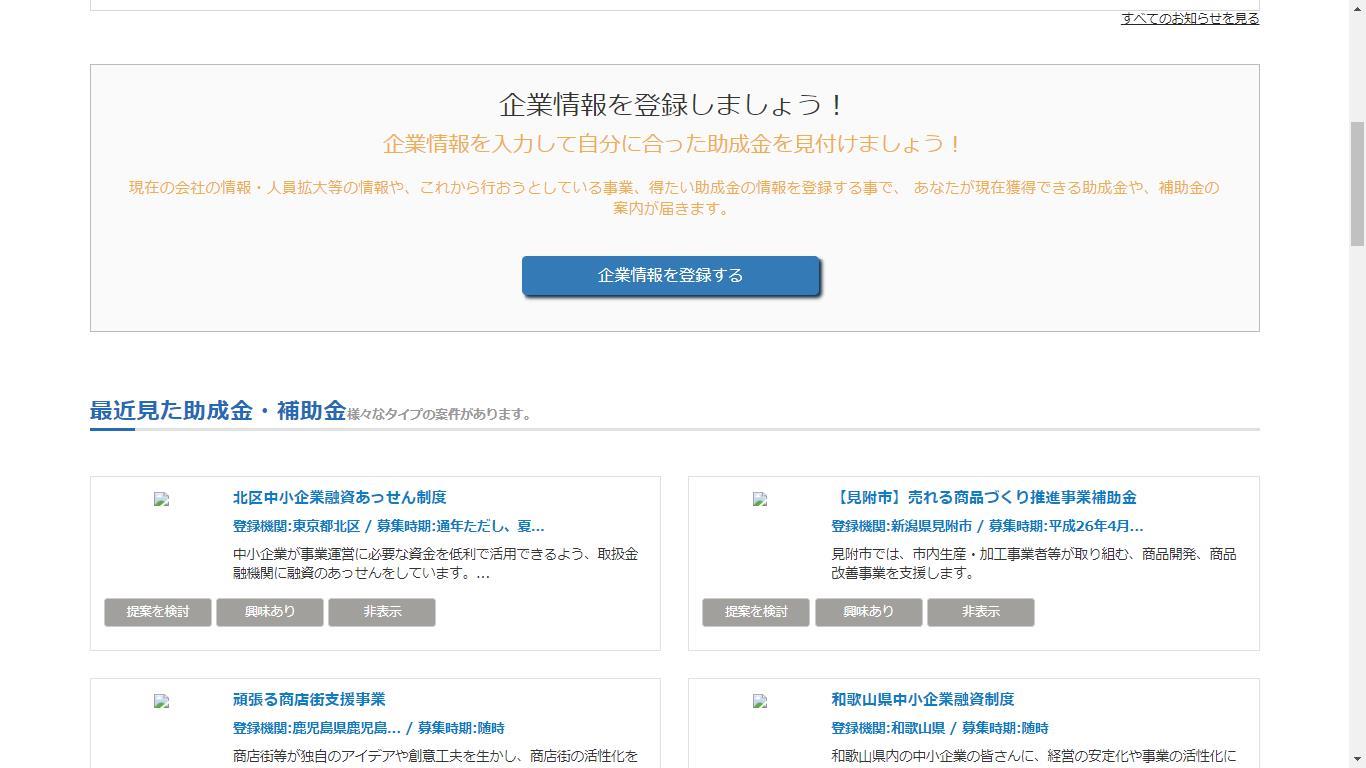 すべてのお知らせを見る
企業情報を登録しましょう！
企業情報を入力して自分に合った助成金を見付けましょう！
現在の会社の情報・人員拡大等の情報や、これから行おうとしている事業、得たい助成金の情報を登録する事で、 あなたが現在獲得できる助成金や、補助金の
案内が届きます。
企業情報を登録する
最近見た助成金・補助金様々なタイプの案件があります。
北区中小企業融資あっせん制度
登録機関:東京都北区 / 募集時期:通年ただし、夏...
中小企業が事業運営に必要な資金を低利で活用できるよう、取扱金
融機関に融資のあっせんをしています。...
提案を検討 興味あり 非表示
【見附市】売れる商品づくり推進事業補助金
登録機関:新潟県見附市 / 募集時期:平成26年4月...
見附市では、市内生産・加工事業者等が取り組む、商品開発、商品
改善事業を支援します。
提案を検討 興味あり 非表示
頑張る商店街支援事業
登録機関:鹿児島県鹿児島... / 募集時期:随時
商店街等が独自のアイデアや創意工夫を生かし、商店街の活性化を
和歌山県中小企業融資制度
登録機関:和歌山県 / 募集時期:随時
和歌山県内の中小企業の皆さんに、経営の安定化や事業の活性化に